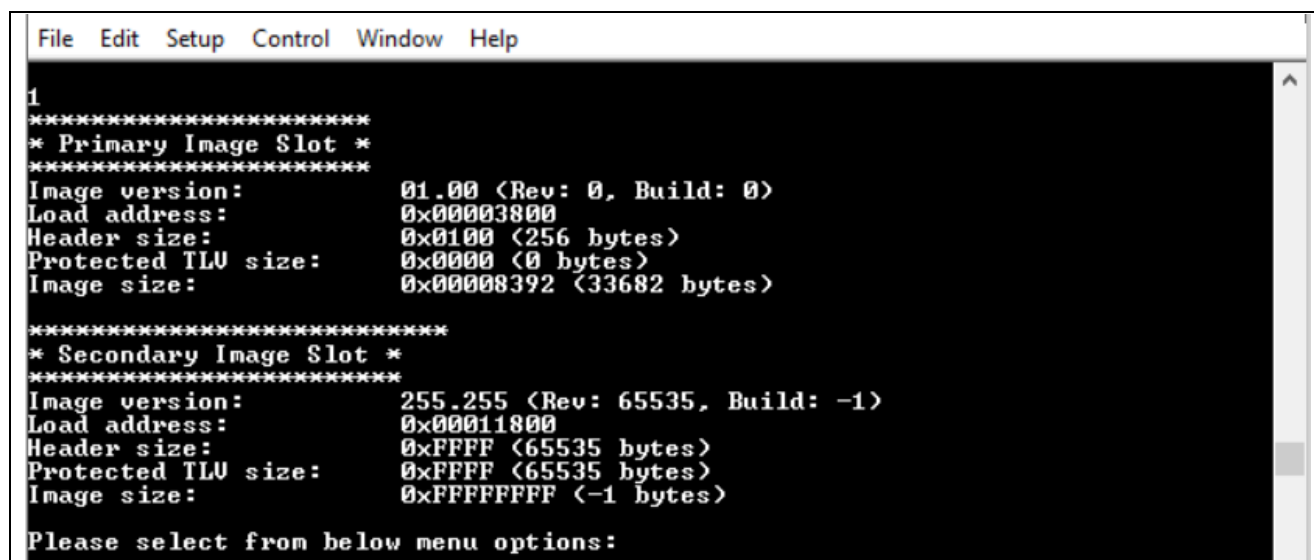 File Edit Setup Control Window Help
1
**********************
* Primary Image Slot *
**********************
Image version: 01.00 (Rev: 0, Build: 0)
Load address: 0x00003800
Header size: 0x0100 (256 bytes)
Protected TLV size: 0x0000 (0 bytes)
Image size: 0x00008392 (33682 bytes)
***************************
* Secondary Image Slot *
************************
Image version: 255.255 (Rev: 65535, Build: -1)
Load address: 0x00011800
Header size: 0xFFFF (65535 bytes)
Protected TLV size: 0xFFFF (65535 bytes)
Image size: 0xFFFFFFFF (-1 bytes)
Please select from below menu options: